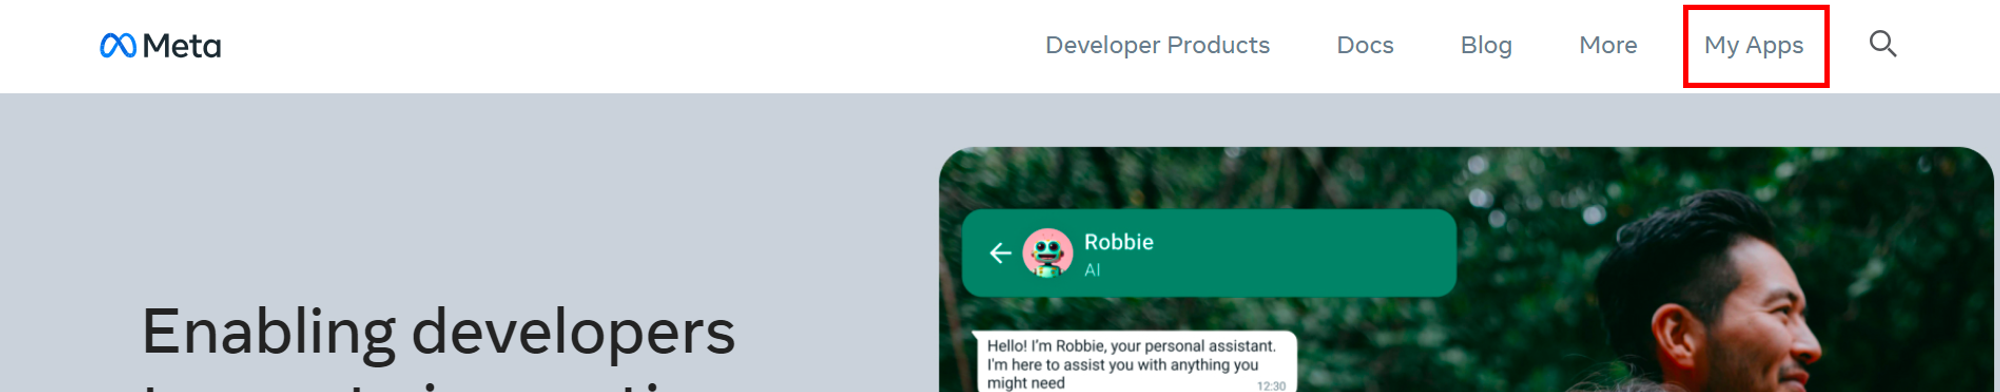 Meta
Developer Products
Docs
Blog
More
My Apps
Enabling developers
Robbie
AI
Hello! I'm Robbie, your personal assistant.
I'm here to assist you with anything you
might need
12:30